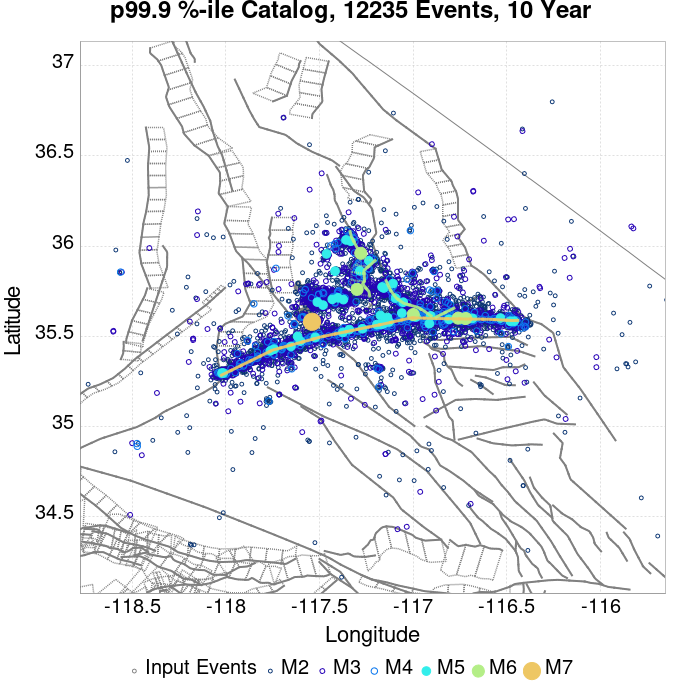 p99.9 %-ile Catalog, 12235 Events, 10 Year
37
36.5
36
35.5
35
34.5
Latitude
-118.5 -118 -117.5 -117 -116.5 -116
Longitude
Input Events M2 M3 M4 M5 M6 M7